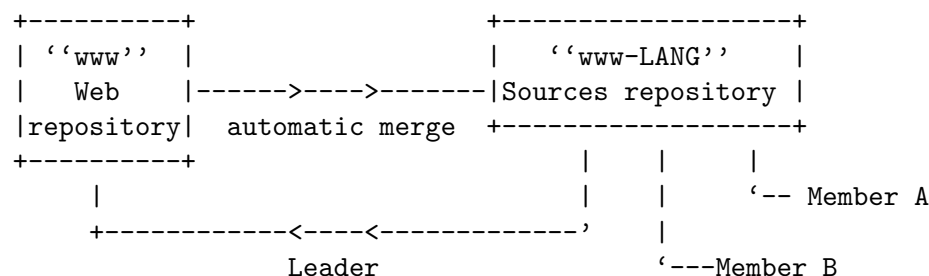 +----------+                   +-------------------+
| ‘‘www’’  |                   |    ‘‘www-LANG’’   |
|   Web    |------>---->-------|Sources repository |
|repository|  automatic merge  +-------------------+
+----------+                         |    |     |
     |                               |    |     ‘-- Member A
     +------------<----<-------------’    |
                 Leader                   ‘---Member B